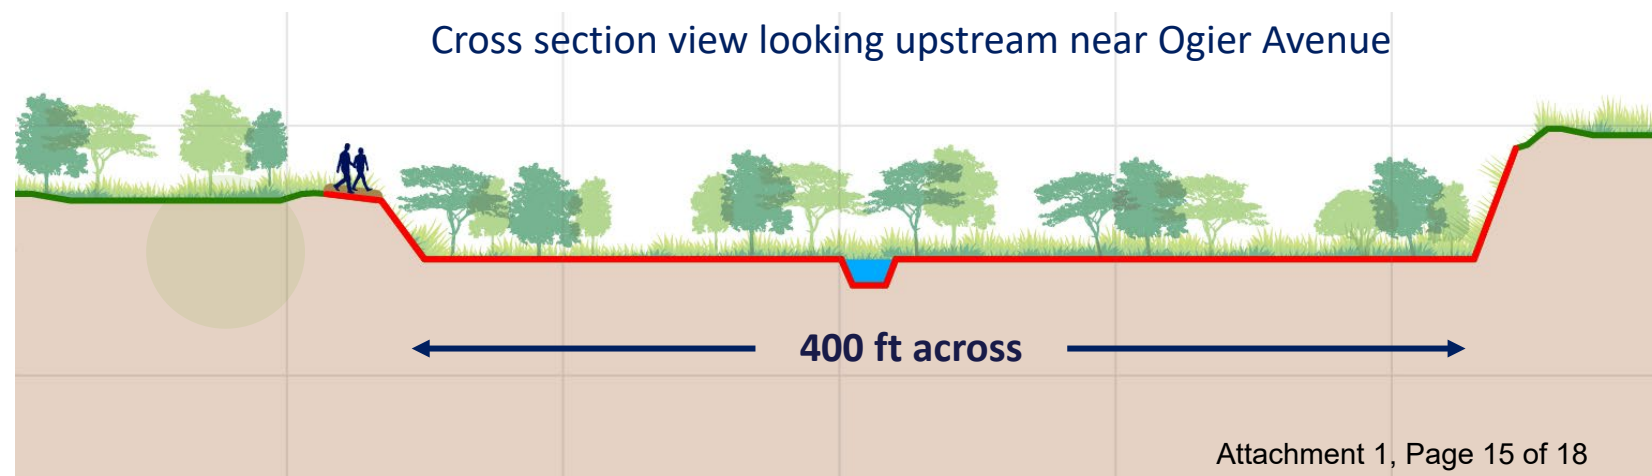 Cross section view looking upstream near Ogier Avenue
400 ft across
Attachment 1, Page 15 of 18